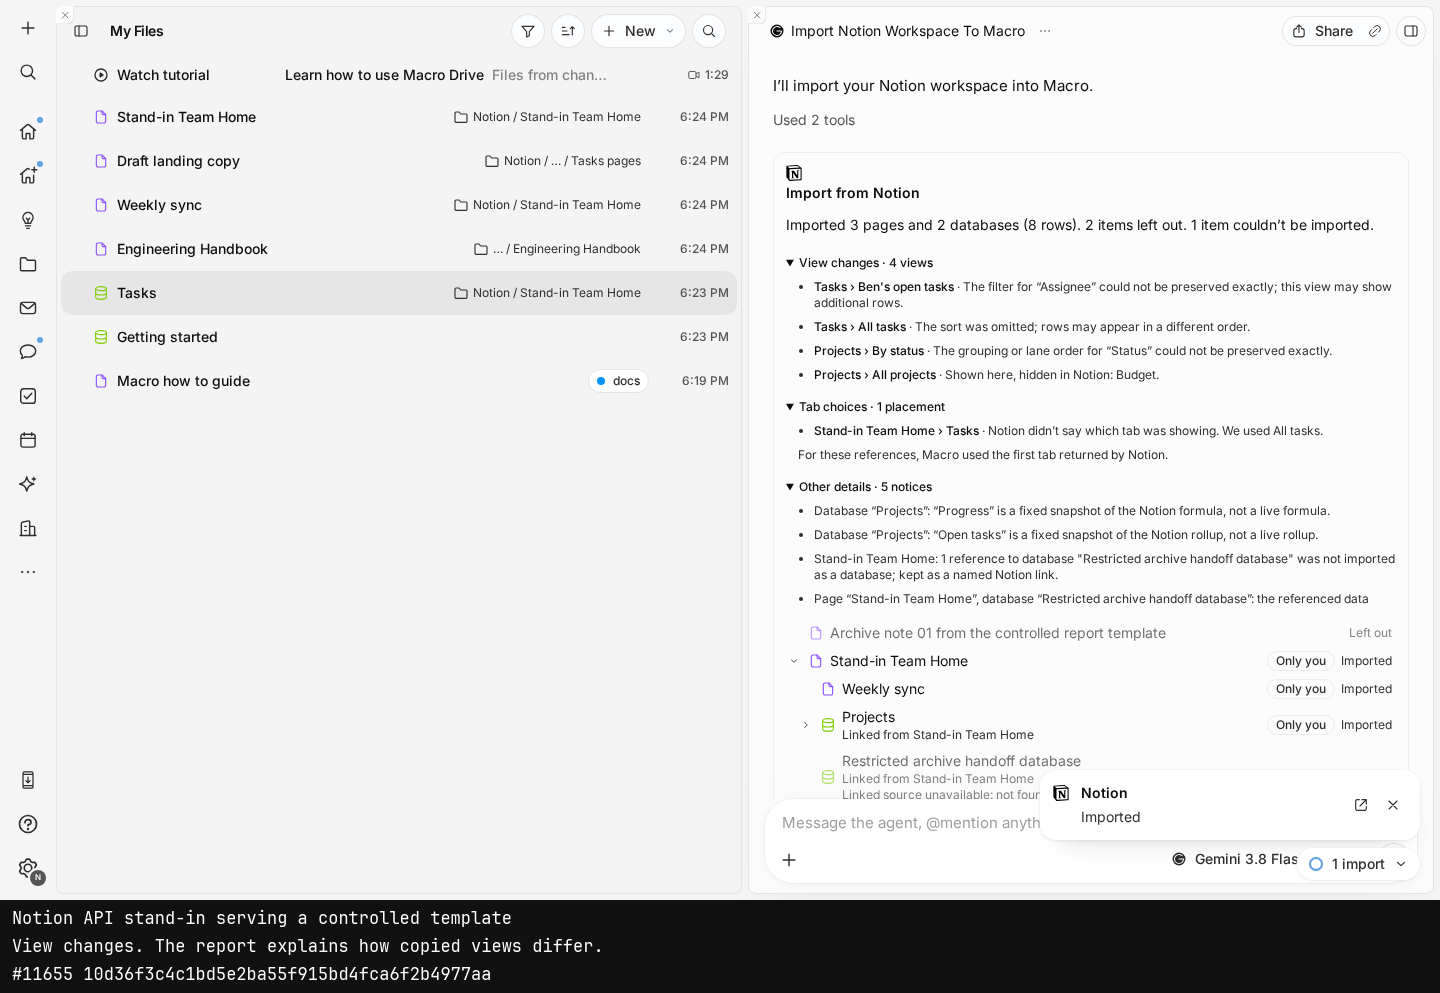 My Files
New
Watch tutorial Learn how to use Macro Drive Files from chan... 1:29
Stand-in Team Home Notion / Stand-in Team Home 6:24 PM
Draft landing copy Notion / ... / Tasks pages 6:24 PM
Weekly sync Notion / Stand-in Team Home 6:24 PM
Engineering Handbook ... / Engineering Handbook 6:24 PM
Tasks Notion / Stand-in Team Home 6:23 PM
Getting started 6:23 PM
Macro how to guide docs 6:19 PM
N
Import Notion Workspace To Macro ...
Share
I’ll import your Notion workspace into Macro.
Used 2 tools
Import from Notion
Imported 3 pages and 2 databases (8 rows). 2 items left out. 1 item couldn’t be imported.
View changes · 4 views
• Tasks › Ben's open tasks · The filter for “Assignee” could not be preserved exactly; this view may show
additional rows.
• Tasks › All tasks · The sort was omitted; rows may appear in a different order.
• Projects › By status · The grouping or lane order for “Status” could not be preserved exactly.
• Projects › All projects · Shown here, hidden in Notion: Budget.
Tab choices · 1 placement
• Stand-in Team Home › Tasks · Notion didn’t say which tab was showing. We used All tasks.
For these references, Macro used the first tab returned by Notion.
Other details · 5 notices
• Database “Projects”: “Progress” is a fixed snapshot of the Notion formula, not a live formula.
• Database “Projects”: “Open tasks” is a fixed snapshot of the Notion rollup, not a live rollup.
• Stand-in Team Home: 1 reference to database "Restricted archive handoff database" was not imported
as a database; kept as a named Notion link.
• Page “Stand-in Team Home”, database “Restricted archive handoff database”: the referenced data
Archive note 01 from the controlled report template Left out
Stand-in Team Home Only you Imported
Weekly sync Only you Imported
Projects Only you Imported
Linked from Stand-in Team Home
Restricted archive handoff database
Linked from Stand-in Team Home
Linked source unavailable: not foun
Notion
Imported
Message the agent, @mention anyth
Gemini 3.8 Flas
1 import
Notion API stand-in serving a controlled template
View changes. The report explains how copied views differ.
#11655 10d36f3c4c1bd5e2ba55f915bd4fca6f2b4977aa